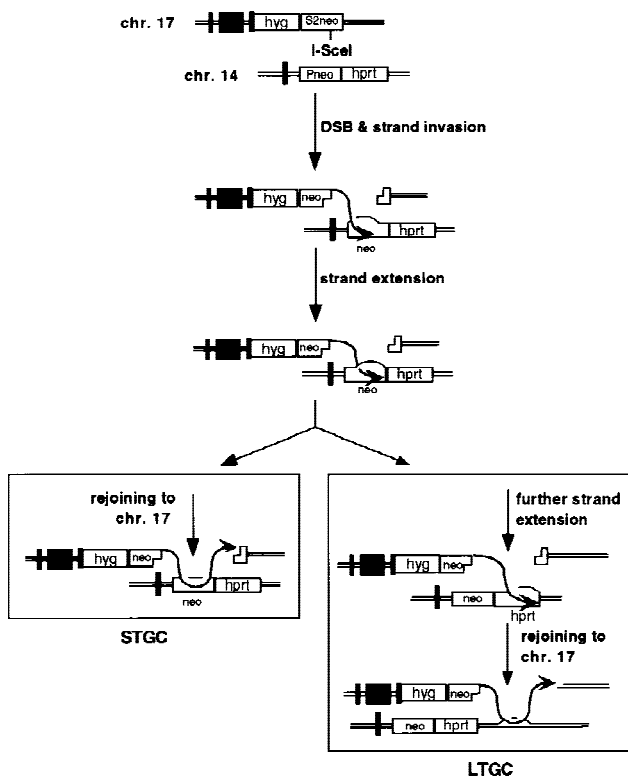 chr. 17 hyg S2neo
I-SceI
chr. 14 Pneo hprt
DSB & strand invasion
hyg neo
hprt
neo
strand extension
hyg neo
hprt
neo
rejoining to
chr. 17
hyg neo
hprt
neo
STGC
further strand
extension
hyg neo
neo
hprt
rejoining to
chr. 17
hyg neo
neo hprt
LTGC